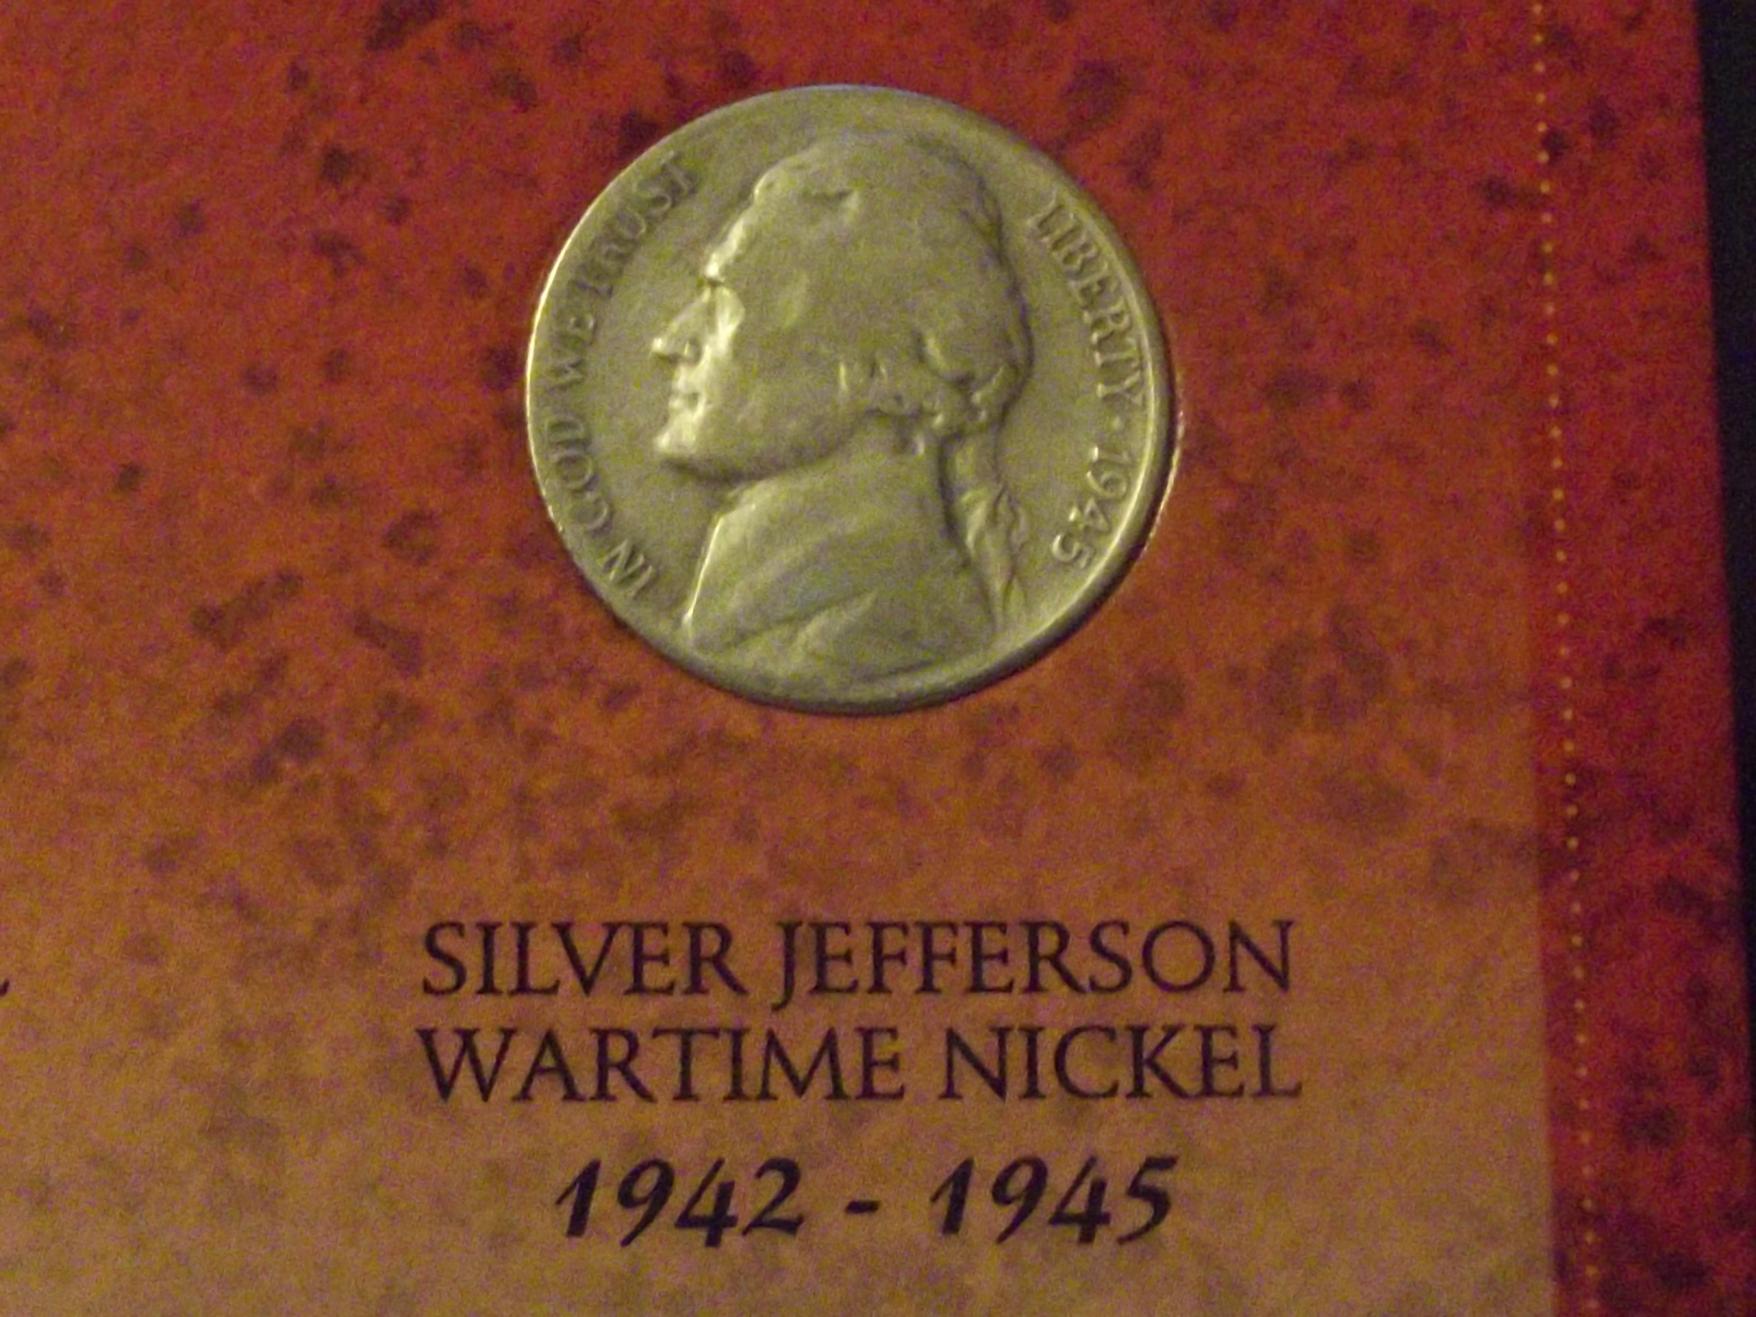 IN GOD WE TRUST
LIBERTY · 1945
SILVER JEFFERSON
WARTIME NICKEL
1942 - 1945